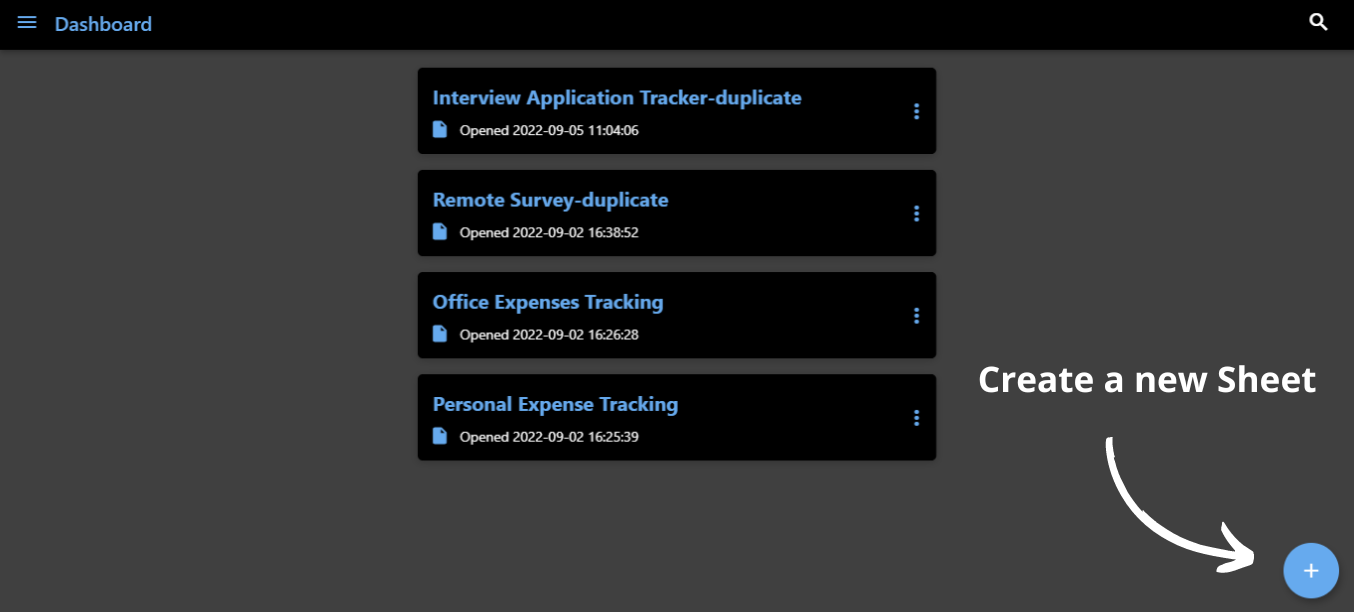 Dashboard
Interview Application Tracker-duplicate
Opened 2022-09-05 11:04:06
Remote Survey-duplicate
Opened 2022-09-02 16:38:52
Office Expenses Tracking
Opened 2022-09-02 16:26:28
Personal Expense Tracking
Opened 2022-09-02 16:25:39
Create a new Sheet